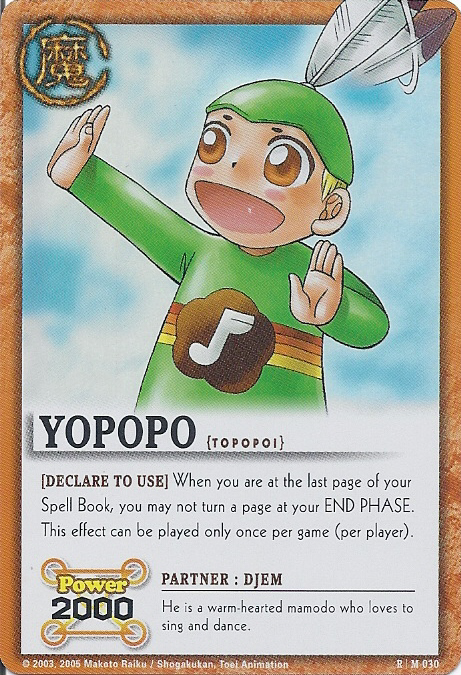 魔
YOPOPO {TOPOPOI}
[DECLARE TO USE] When you are at the last page of your
Spell Book, you may not turn a page at your END PHASE.
This effect can be played only once per game (per player).
Power
2000
PARTNER : DJEM
He is a warm-hearted mamodo who loves to
sing and dance.
© 2003, 2005 Makoto Raiku / Shogakukan, Toei Animation
R | M-030